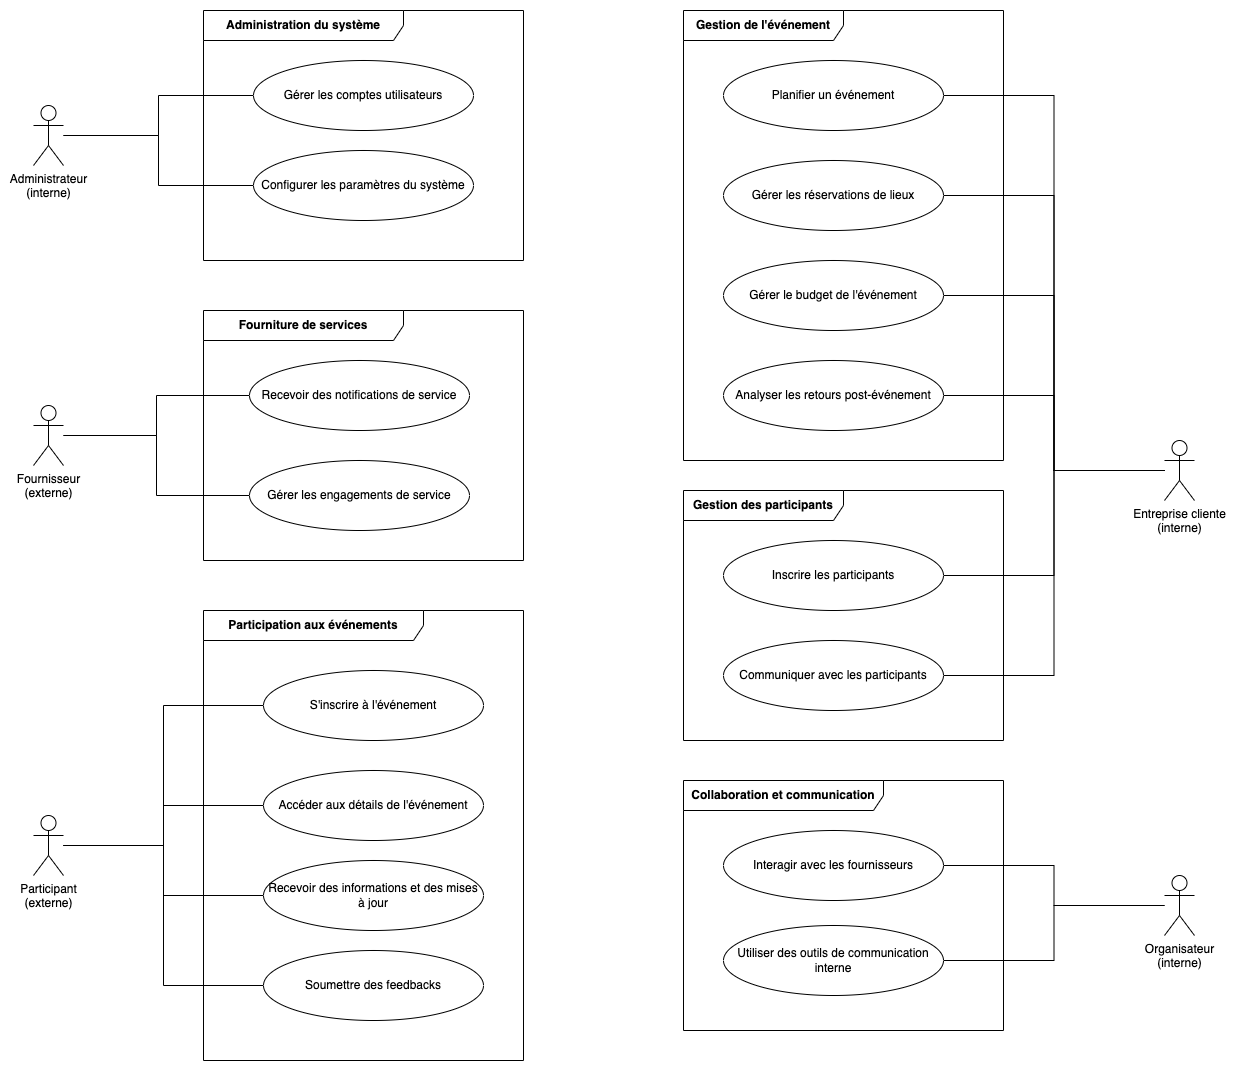 Administration du système
Gérer les comptes utilisateurs
Configurer les paramètres du système
Administrateur
(interne)
Fourniture de services
Recevoir des notifications de service
Gérer les engagements de service
Fournisseur
(externe)
Participation aux événements
S'inscrire à l'événement
Accéder aux détails de l'événement
Recevoir des informations et des mises
à jour
Soumettre des feedbacks
Participant
(externe)
Gestion de l'événement
Planifier un événement
Gérer les réservations de lieux
Gérer le budget de l'événement
Analyser les retours post-événement
Gestion des participants
Inscrire les participants
Communiquer avec les participants
Entreprise cliente
(interne)
Collaboration et communication
Interagir avec les fournisseurs
Utiliser des outils de communication
interne
Organisateur
(interne)